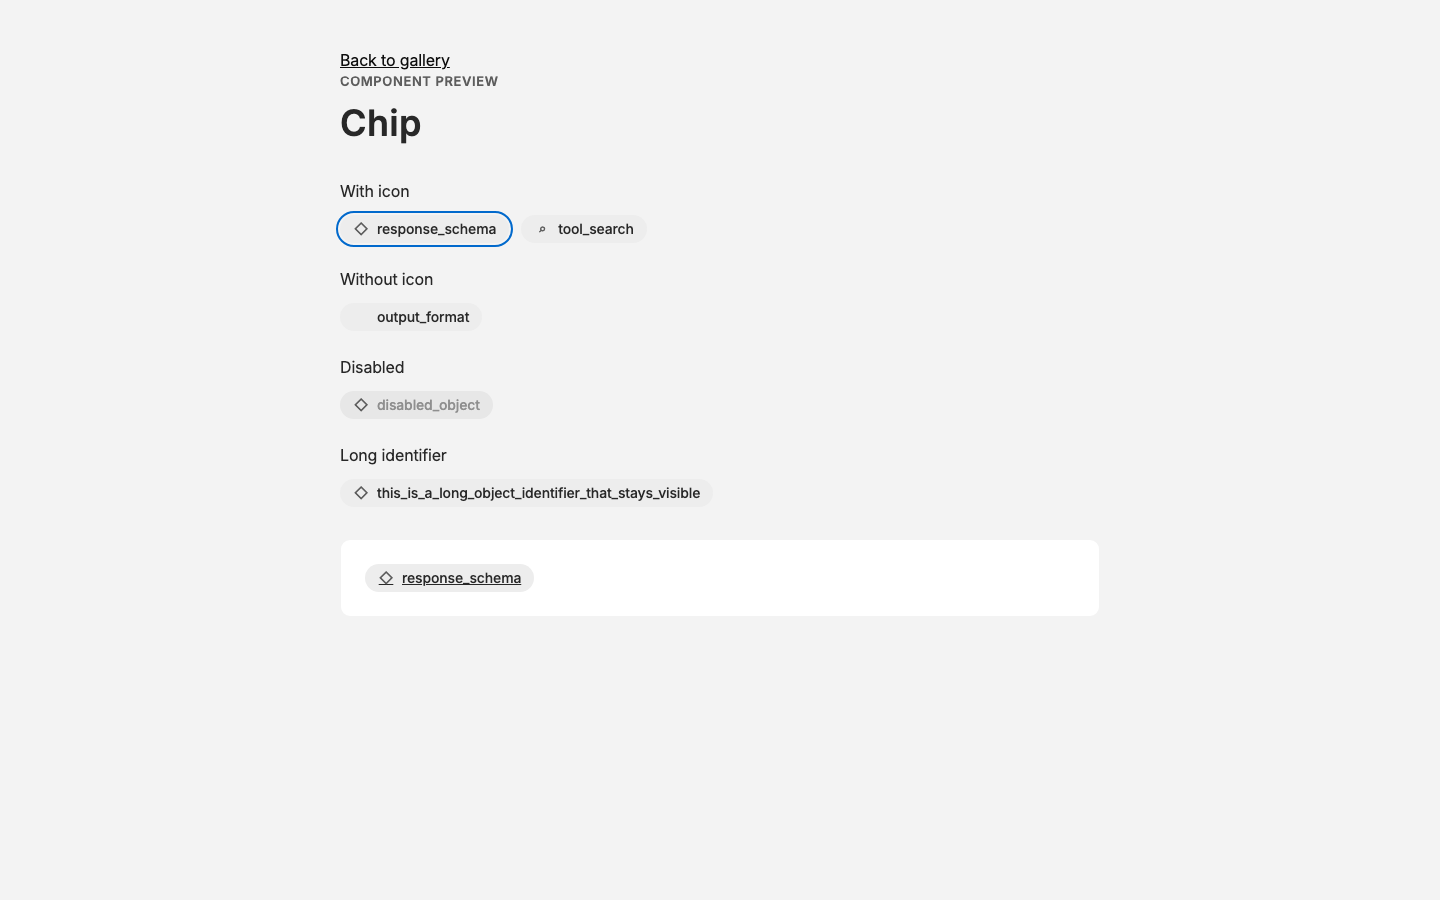 Back to gallery
COMPONENT PREVIEW
Chip
With icon
response_schema
tool_search
Without icon
output_format
Disabled
disabled_object
Long identifier
this_is_a_long_object_identifier_that_stays_visible
response_schema